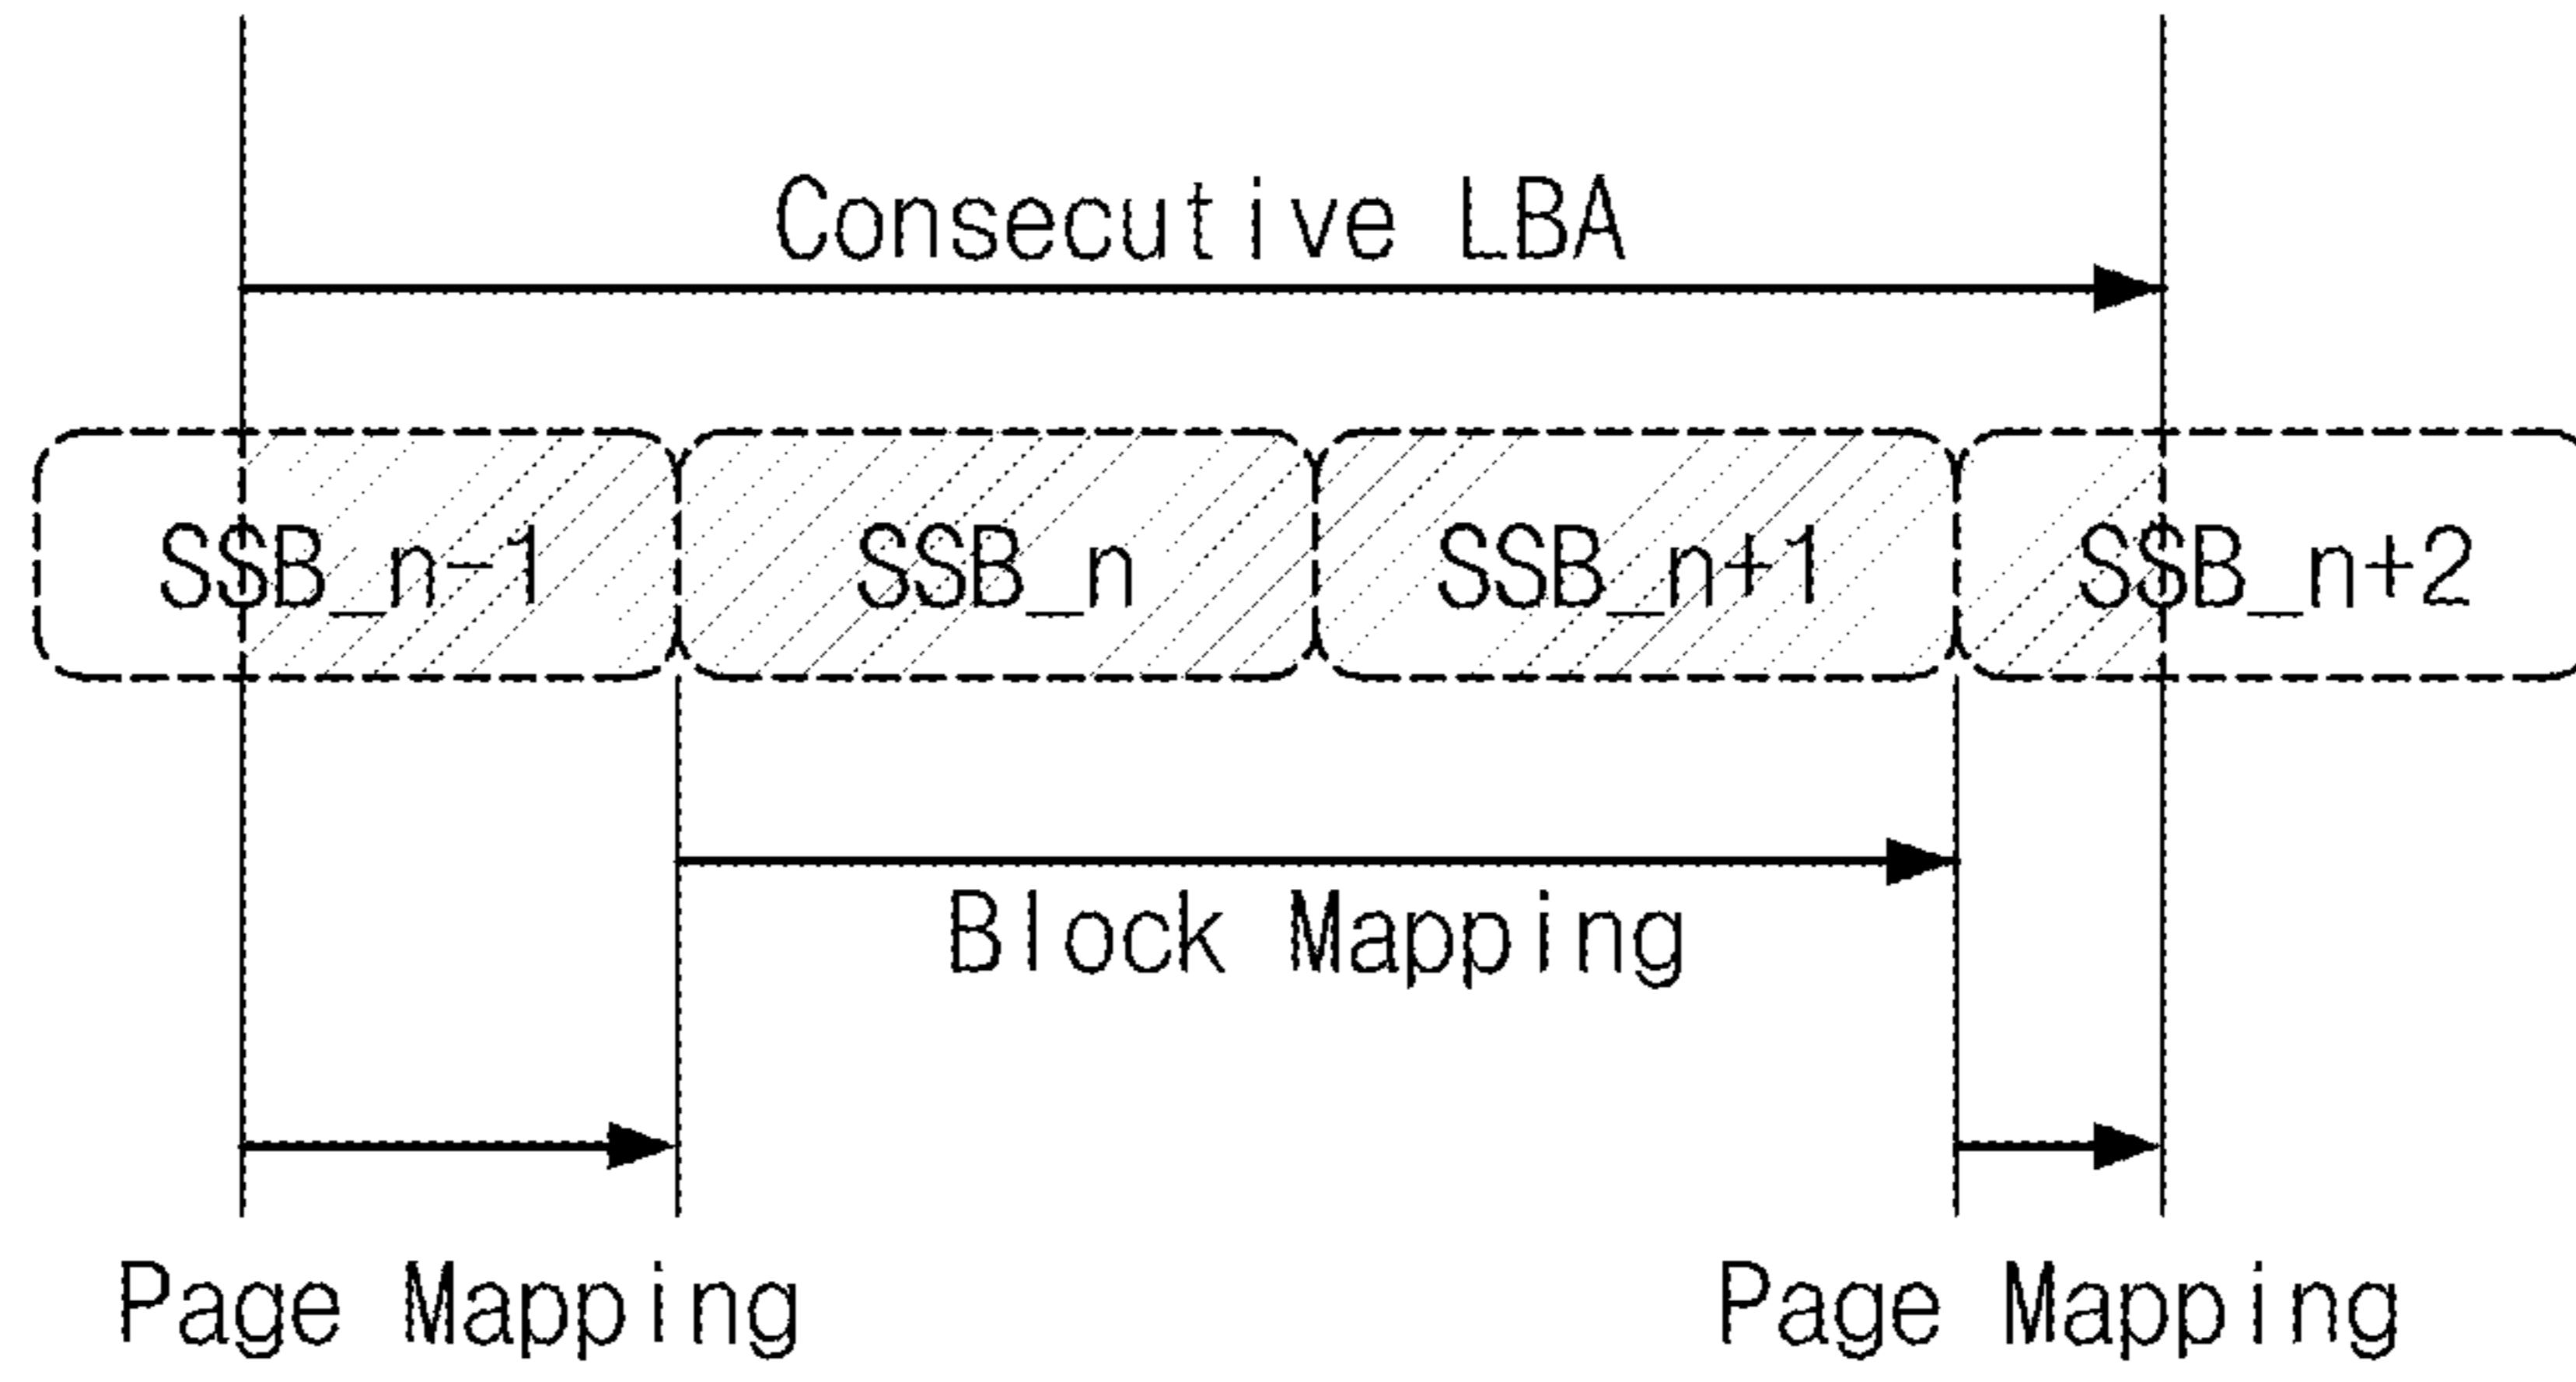 Consecutive LBA
SSB_n-1 SSB_n SSB_n+1 SSB_n+2
Block Mapping
Page Mapping Page Mapping